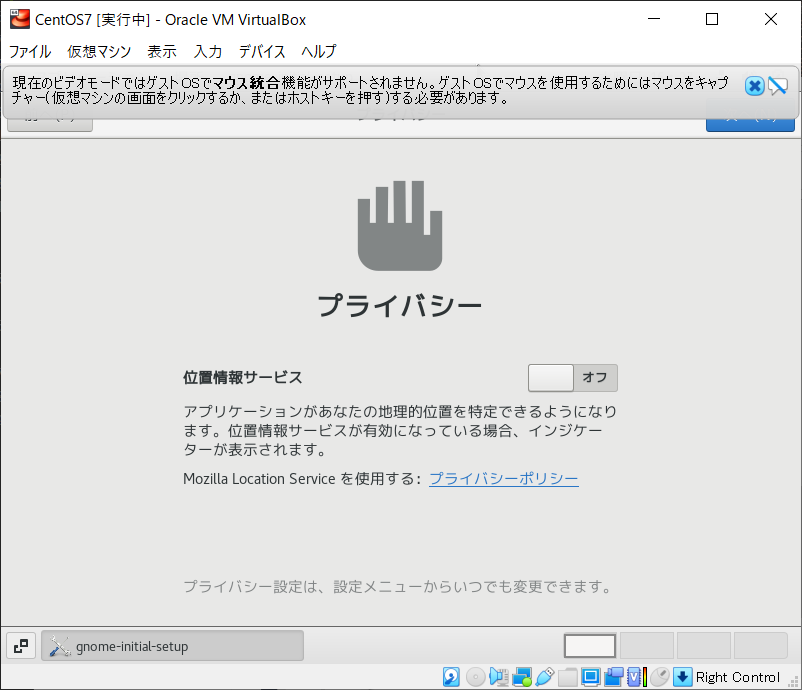 CentOS7 [実行中] - Oracle VM VirtualBox
ファイル 仮想マシン 表示 入力 デバイス ヘルプ
現在のビデオモードではゲストOSでマウス統合機能がサポートされません。ゲストOSでマウスを使用するためにはマウスをキャプ
チャー(仮想マシンの画面をクリックするか、またはホストキーを押す)する必要があります。
プライバシー
位置情報サービス オフ
アプリケーションがあなたの地理的位置を特定できるようになり
ます。位置情報サービスが有効になっている場合、インジケー
ターが表示されます。
Mozilla Location Service を使用する: プライバシーポリシー
プライバシー設定は、設定メニューからいつでも変更できます。
gnome-initial-setup
Right Control